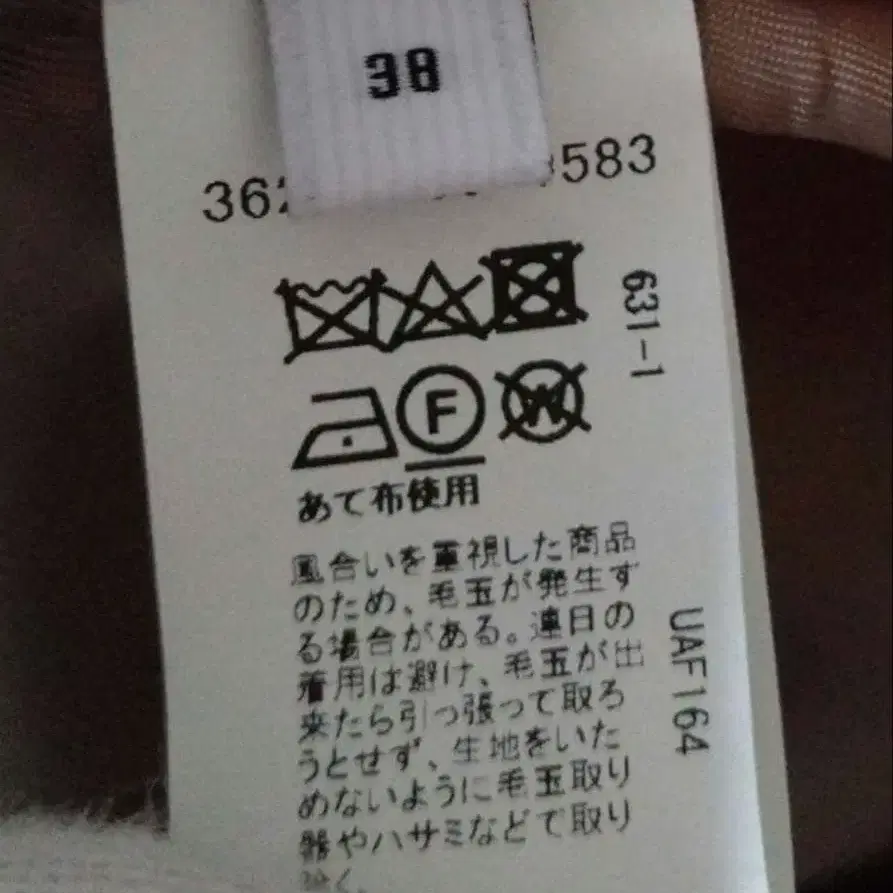 38
362
583
631-1
F
W
あて布使用
風合いを重視した商品
のため、毛玉が発生す
る場合がある。連日の
着用は避け、毛玉が出
来たら引っ張って取ろ
うとせず、生地をいた
めないように毛玉取り
器やハサミなどで取り
除く。
UAF164